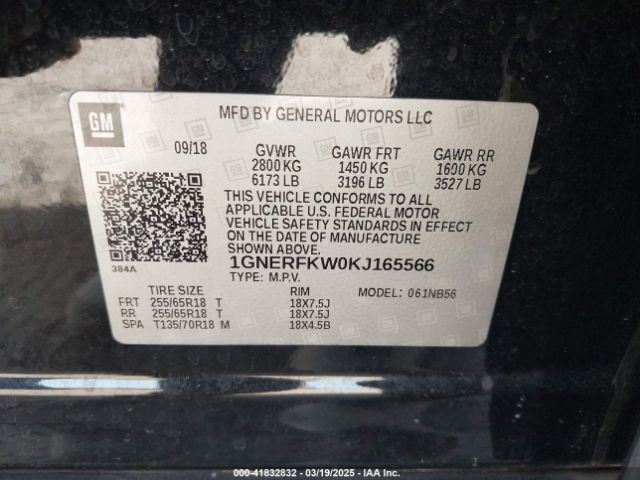 GM
MFD BY GENERAL MOTORS LLC
09/18
GVWR GAWR FRT GAWR RR
2800 KG 1450 KG 1600 KG
6173 LB 3196 LB 3527 LB
THIS VEHICLE CONFORMS TO ALL
APPLICABLE U.S. FEDERAL MOTOR
VEHICLE SAFETY STANDARDS IN EFFECT
ON THE DATE OF MANUFACTURE
SHOWN ABOVE.
1GNERFKW0KJ165566
384A
TYPE: M.P.V.
TIRE SIZE RIM MODEL: 061NB56
FRT 255/65R18 T 18X7.5J
RR 255/65R18 T 18X7.5J
SPA T135/70R18 M 18X4.5B
000-41832832 - 03/19/2025 - IAA Inc.